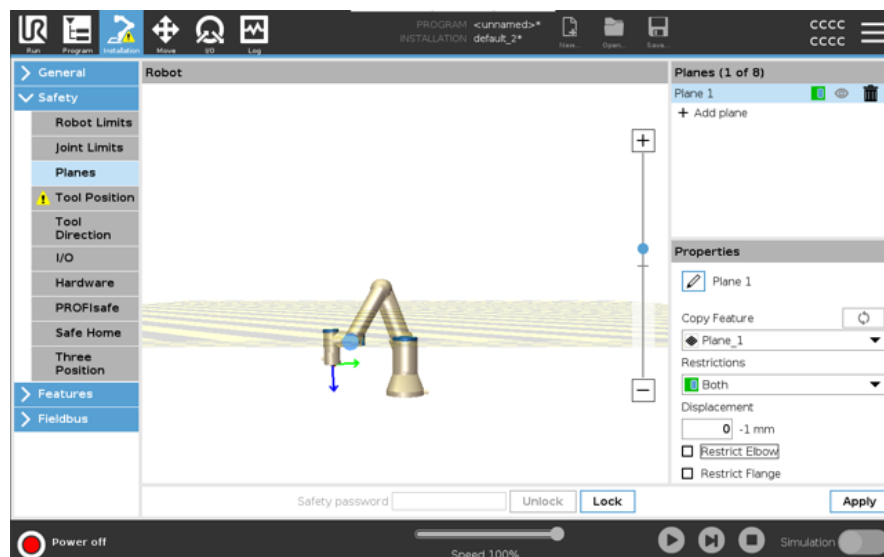 UR
Run
Program
Installation
Move
I/O
Log
PROGRAM <unnamed>*
INSTALLATION default_2*
New...
Open...
Save...
CCCC
CCCC
General
Safety
Robot Limits
Joint Limits
Planes
Tool Position
Tool
Direction
I/O
Hardware
PROFIsafe
Safe Home
Three
Position
Features
Fieldbus
Robot
Planes (1 of 8)
Plane 1
+ Add plane
Properties
Plane 1
Copy Feature
Plane_1
Restrictions
Both
Displacement
0 -1 mm
Restrict Elbow
Restrict Flange
Safety password
Unlock
Lock
Apply
Power off
Speed 100%
Simulation